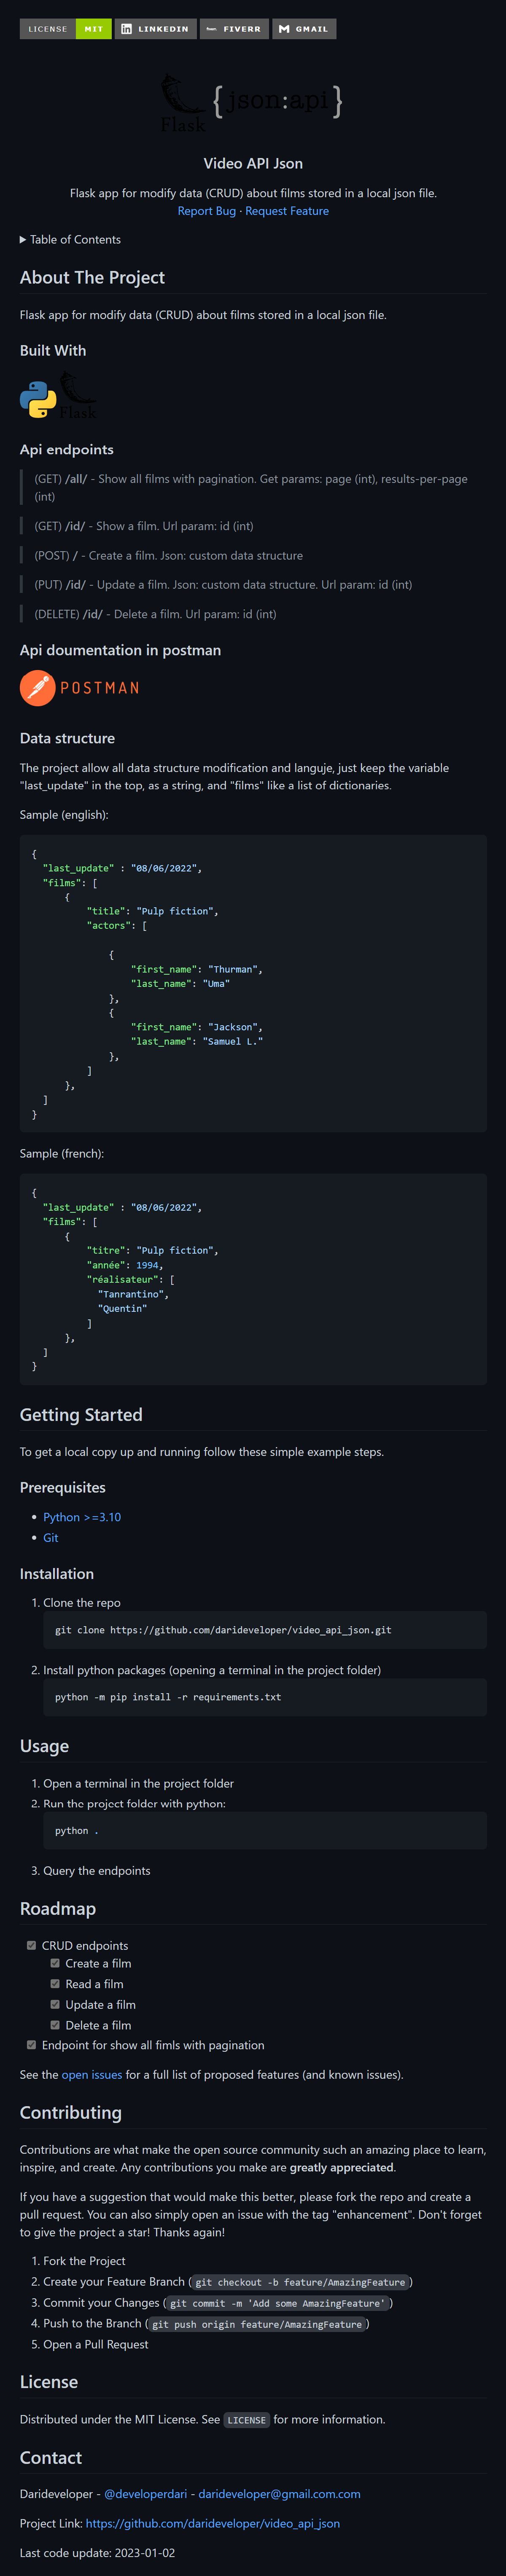 LICENSE MIT LINKEDIN FIVERR GMAIL
Flask {json:api}
Video API Json
Flask app for modify data (CRUD) about films stored in a local json file.
Report Bug · Request Feature
Table of Contents
About The Project
Flask app for modify data (CRUD) about films stored in a local json file.
Built With
Flask
Api endpoints
(GET) /all/ - Show all films with pagination. Get params: page (int), results-per-page
(int)
(GET) /id/ - Show a film. Url param: id (int)
(POST) / - Create a film. Json: custom data structure
(PUT) /id/ - Update a film. Json: custom data structure. Url param: id (int)
(DELETE) /id/ - Delete a film. Url param: id (int)
Api doumentation in postman
POSTMAN
Data structure
The project allow all data structure modification and languje, just keep the variable
"last_update" in the top, as a string, and "films" like a list of dictionaries.
Sample (english):
{
"last_update" : "08/06/2022",
"films": [
{
"title": "Pulp fiction",
"actors": [
{
"first_name": "Thurman",
"last_name": "Uma"
},
{
"first_name": "Jackson",
"last_name": "Samuel L."
},
]
},
]
}
Sample (french):
{
"last_update" : "08/06/2022",
"films": [
{
"titre": "Pulp fiction",
"année": 1994,
"réalisateur": [
"Tanrantino",
"Quentin"
]
},
]
}
Getting Started
To get a local copy up and running follow these simple example steps.
Prerequisites
• Python >=3.10
• Git
Installation
1. Clone the repo
git clone https://github.com/darideveloper/video_api_json.git
2. Install python packages (opening a terminal in the project folder)
python -m pip install -r requirements.txt
Usage
1. Open a terminal in the project folder
2. Run the project folder with python:
python .
3. Query the endpoints
Roadmap
CRUD endpoints
Create a film
Read a film
Update a film
Delete a film
Endpoint for show all fimls with pagination
See the open issues for a full list of proposed features (and known issues).
Contributing
Contributions are what make the open source community such an amazing place to learn,
inspire, and create. Any contributions you make are greatly appreciated.
If you have a suggestion that would make this better, please fork the repo and create a
pull request. You can also simply open an issue with the tag "enhancement". Don't forget
to give the project a star! Thanks again!
1. Fork the Project
2. Create your Feature Branch (git checkout -b feature/AmazingFeature)
3. Commit your Changes (git commit -m 'Add some AmazingFeature')
4. Push to the Branch (git push origin feature/AmazingFeature)
5. Open a Pull Request
License
Distributed under the MIT License. See LICENSE for more information.
Contact
Darideveloper - @developerdari - darideveloper@gmail.com.com
Project Link: https://github.com/darideveloper/video_api_json
Last code update: 2023-01-02